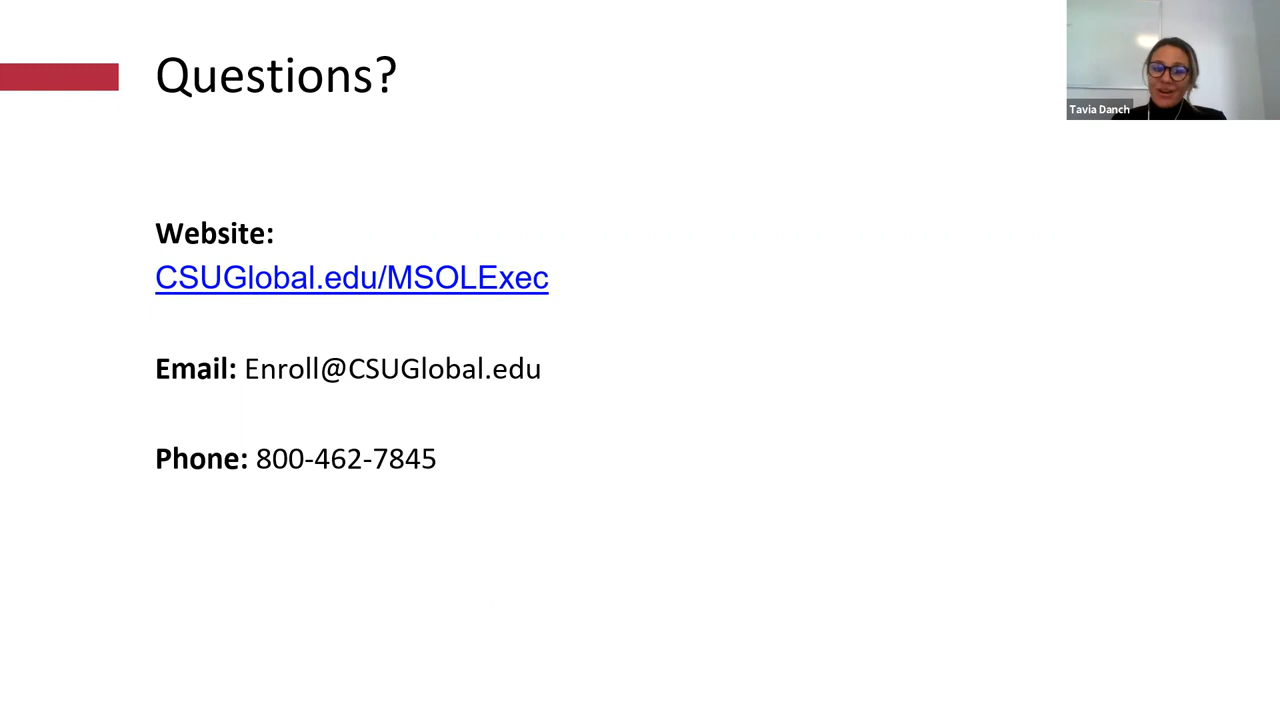 Questions?
Tavia Danch
Website:
CSUGlobal.edu/MSOLExec
Email: Enroll@CSUGlobal.edu
Phone: 800-462-7845